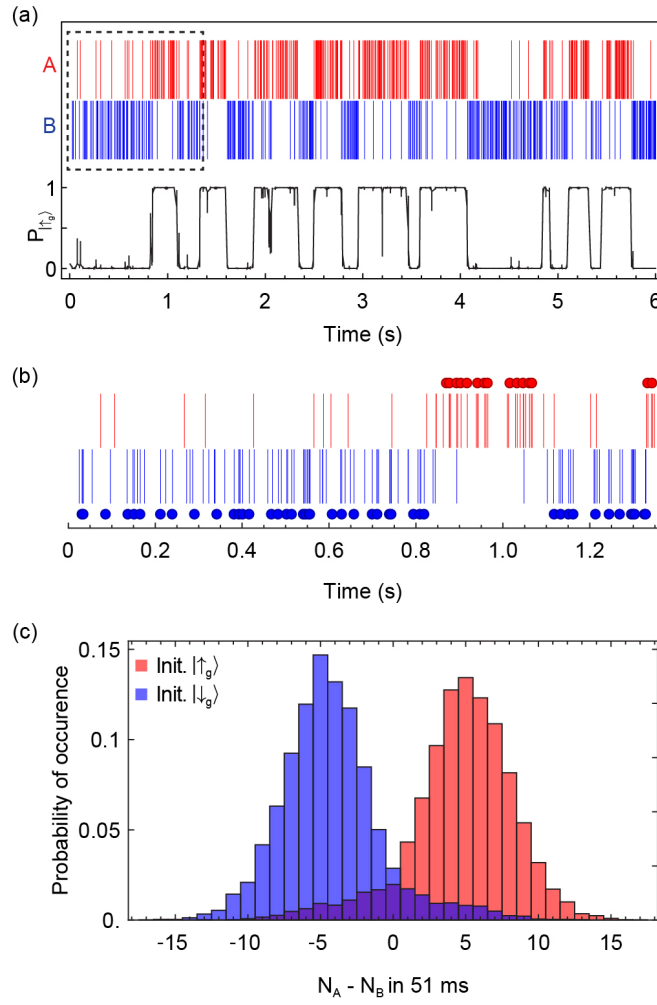 (a)
A
B
1
P|↑g⟩
0
0 1 2 3 4 5 6
Time (s)
(b)
0 0.2 0.4 0.6 0.8 1.0 1.2
Time (s)
(c)
0.15
Init. |↑g⟩
Init. |↓g⟩
0.1
Probability of occurence
0.05
0.
-15 -10 -5 0 5 10 15
NA - NB in 51 ms